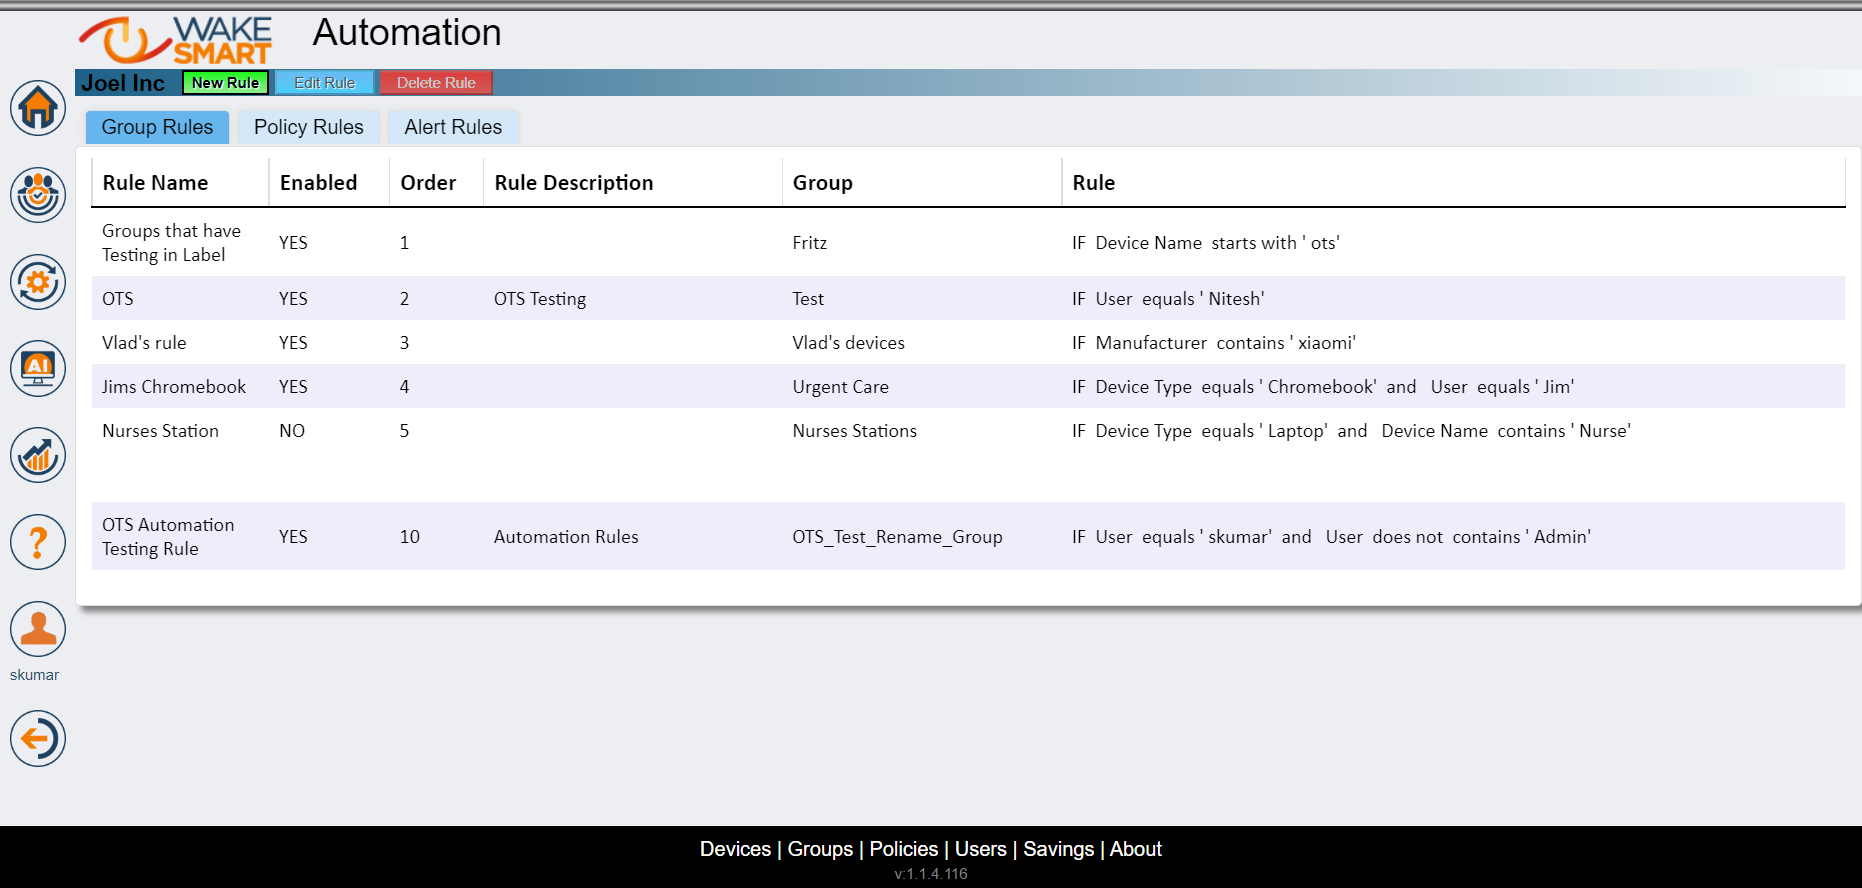 WAKE
SMART
Automation
Joel Inc New Rule Edit Rule Delete Rule
Group Rules Policy Rules Alert Rules
Rule Name Enabled Order Rule Description Group Rule
Groups that have
Testing in Label YES 1 Fritz IF Device Name starts with ' ots'
OTS YES 2 OTS Testing Test IF User equals ' Nitesh'
Vlad's rule YES 3 Vlad's devices IF Manufacturer contains ' xiaomi'
AI
Jims Chromebook YES 4 Urgent Care IF Device Type equals ' Chromebook' and User equals ' Jim'
Nurses Station NO 5 Nurses Stations IF Device Type equals ' Laptop' and Device Name contains ' Nurse'
?
OTS Automation
Testing Rule YES 10 Automation Rules OTS_Test_Rename_Group IF User equals ' skumar' and User does not contains ' Admin'
skumar
Devices | Groups | Policies | Users | Savings | About
v:1.1.4.116